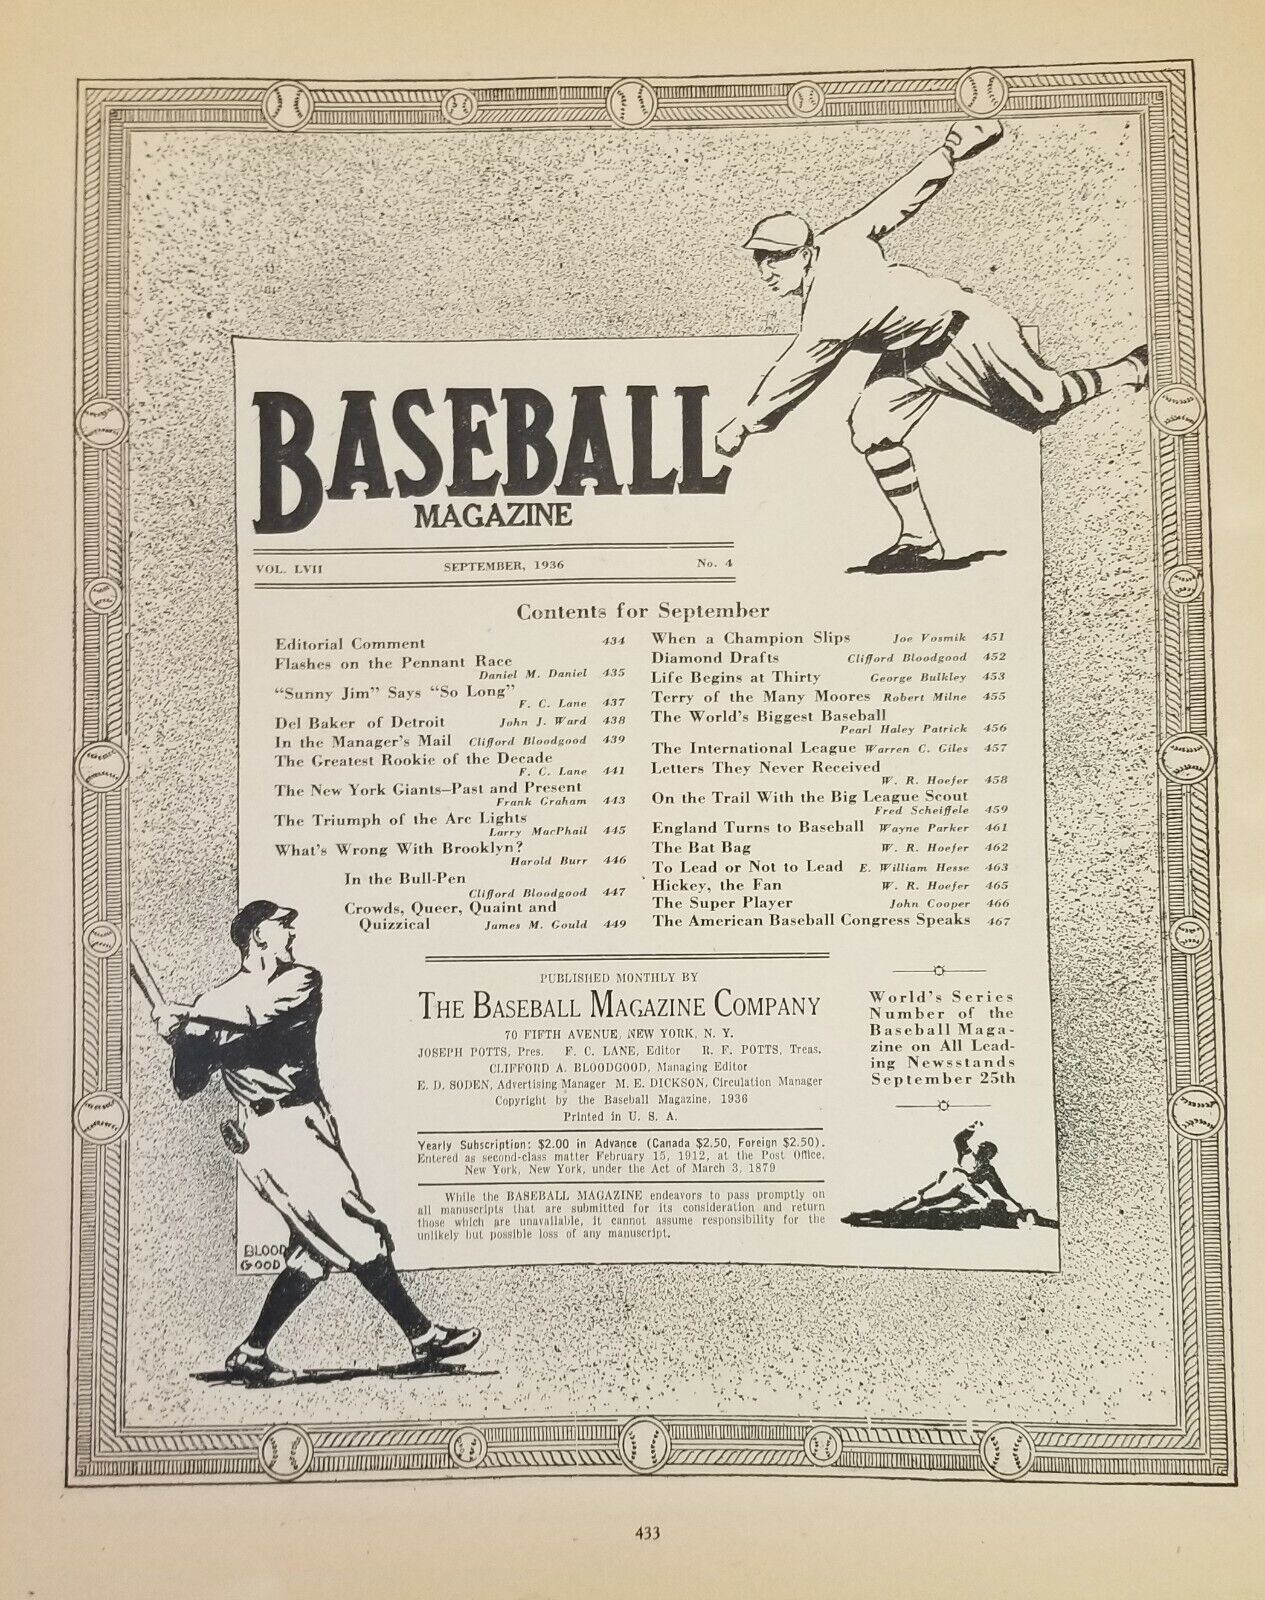 BASEBALL
MAGAZINE
VOL. LVII SEPTEMBER, 1936 No. 4
Contents for September
Editorial Comment 434
Flashes on the Pennant Race
Daniel M. Daniel 435
"Sunny Jim" Says "So Long"
F. C. Lane 437
Del Baker of Detroit John J. Ward 438
In the Manager's Mail Clifford Bloodgood 439
The Greatest Rookie of the Decade
F. C. Lane 441
The New York Giants—Past and Present
Frank Graham 443
The Triumph of the Arc Lights
Larry MacPhail 445
What's Wrong With Brooklyn?
Harold Burr 446
In the Bull-Pen
Clifford Bloodgood 447
Crowds, Queer, Quaint and
Quizzical James M. Gould 449
When a Champion Slips Joe Vosmik 451
Diamond Drafts Clifford Bloodgood 452
Life Begins at Thirty George Bulkley 453
Terry of the Many Moores Robert Milne 455
The World's Biggest Baseball
Pearl Haley Patrick 456
The International League Warren C. Giles 457
Letters They Never Received
W. R. Hoefer 458
On the Trail With the Big League Scout
Fred Scheiffele 459
England Turns to Baseball Wayne Parker 461
The Bat Bag W. R. Hoefer 462
To Lead or Not to Lead E. William Hesse 463
Hickey, the Fan W. R. Hoefer 465
The Super Player John Cooper 466
The American Baseball Congress Speaks 467
PUBLISHED MONTHLY BY
THE BASEBALL MAGAZINE COMPANY
70 FIFTH AVENUE, NEW YORK, N. Y.
JOSEPH POTTS, Pres. F. C. LANE, Editor R. F. POTTS, Treas.
CLIFFORD A. BLOODGOOD, Managing Editor
E. D. SODEN, Advertising Manager M. E. DICKSON, Circulation Manager
Copyright by the Baseball Magazine, 1936
Printed in U. S. A.
Yearly Subscription: $2.00 in Advance (Canada $2.50, Foreign $2.50).
Entered as second-class matter February 15, 1912, at the Post Office,
New York, New York, under the Act of March 3, 1879
While the BASEBALL MAGAZINE endeavors to pass promptly on
all manuscripts that are submitted for its consideration and return
those which are unavailable, it cannot assume responsibility for the
unlikely but possible loss of any manuscript.
World's Series
Number of the
Baseball Maga-
zine on All Lead-
ing Newsstands
September 25th
BLOOD
GOOD
433